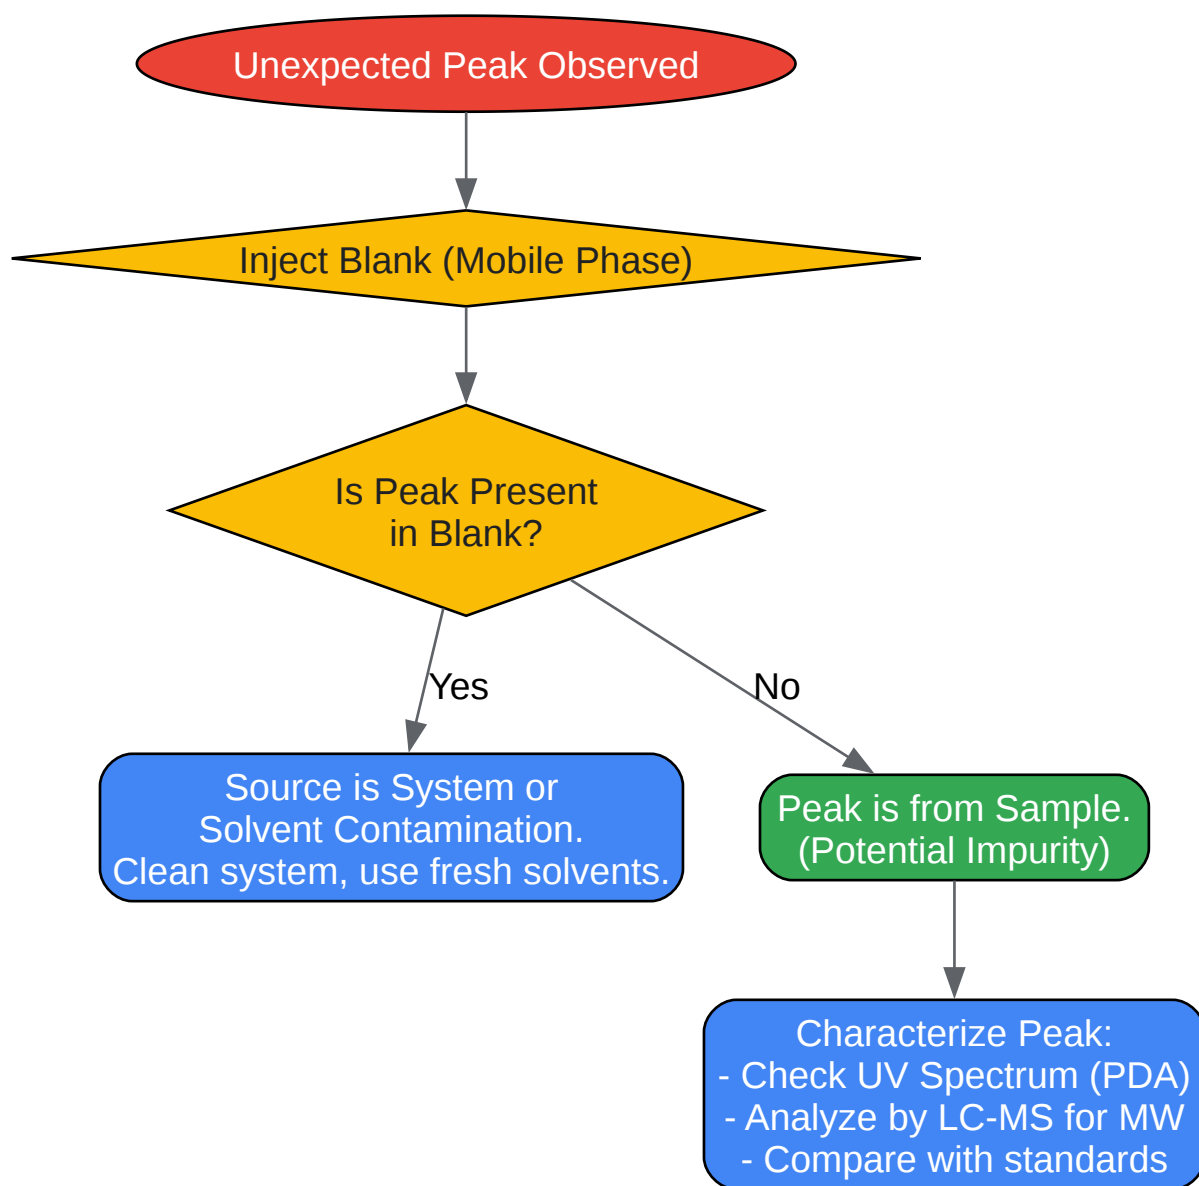 Unexpected Peak Observed
Inject Blank (Mobile Phase)
Is Peak Present
in Blank?
Yes
No
Source is System or
Solvent Contamination.
Clean system, use fresh solvents.
Peak is from Sample.
(Potential Impurity)
Characterize Peak:
- Check UV Spectrum (PDA)
- Analyze by LC-MS for MW
- Compare with standards